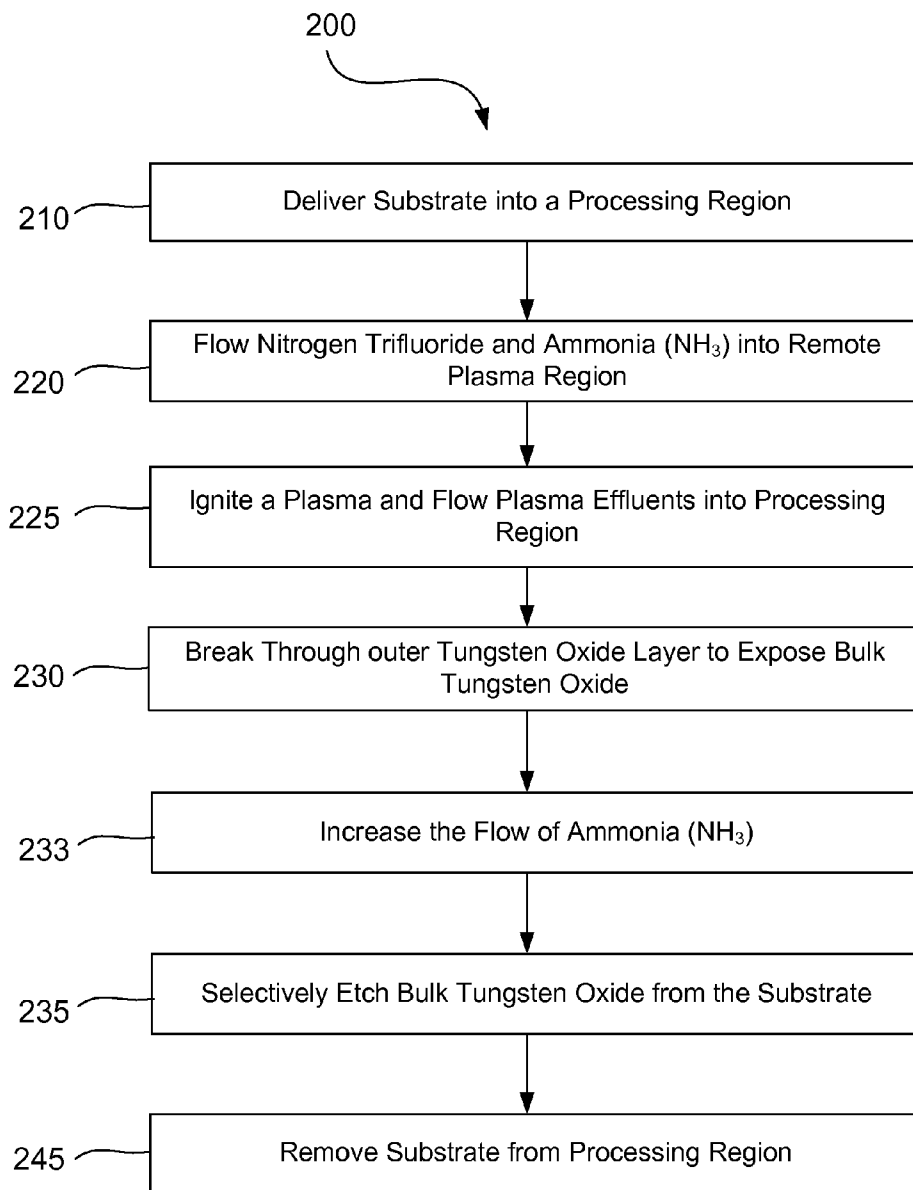 200
210
Deliver Substrate into a Processing Region
220
Flow Nitrogen Trifluoride and Ammonia (NH₃) into Remote
Plasma Region
225
Ignite a Plasma and Flow Plasma Effluents into Processing
Region
230
Break Through outer Tungsten Oxide Layer to Expose Bulk
Tungsten Oxide
233
Increase the Flow of Ammonia (NH₃)
235
Selectively Etch Bulk Tungsten Oxide from the Substrate
245
Remove Substrate from Processing Region